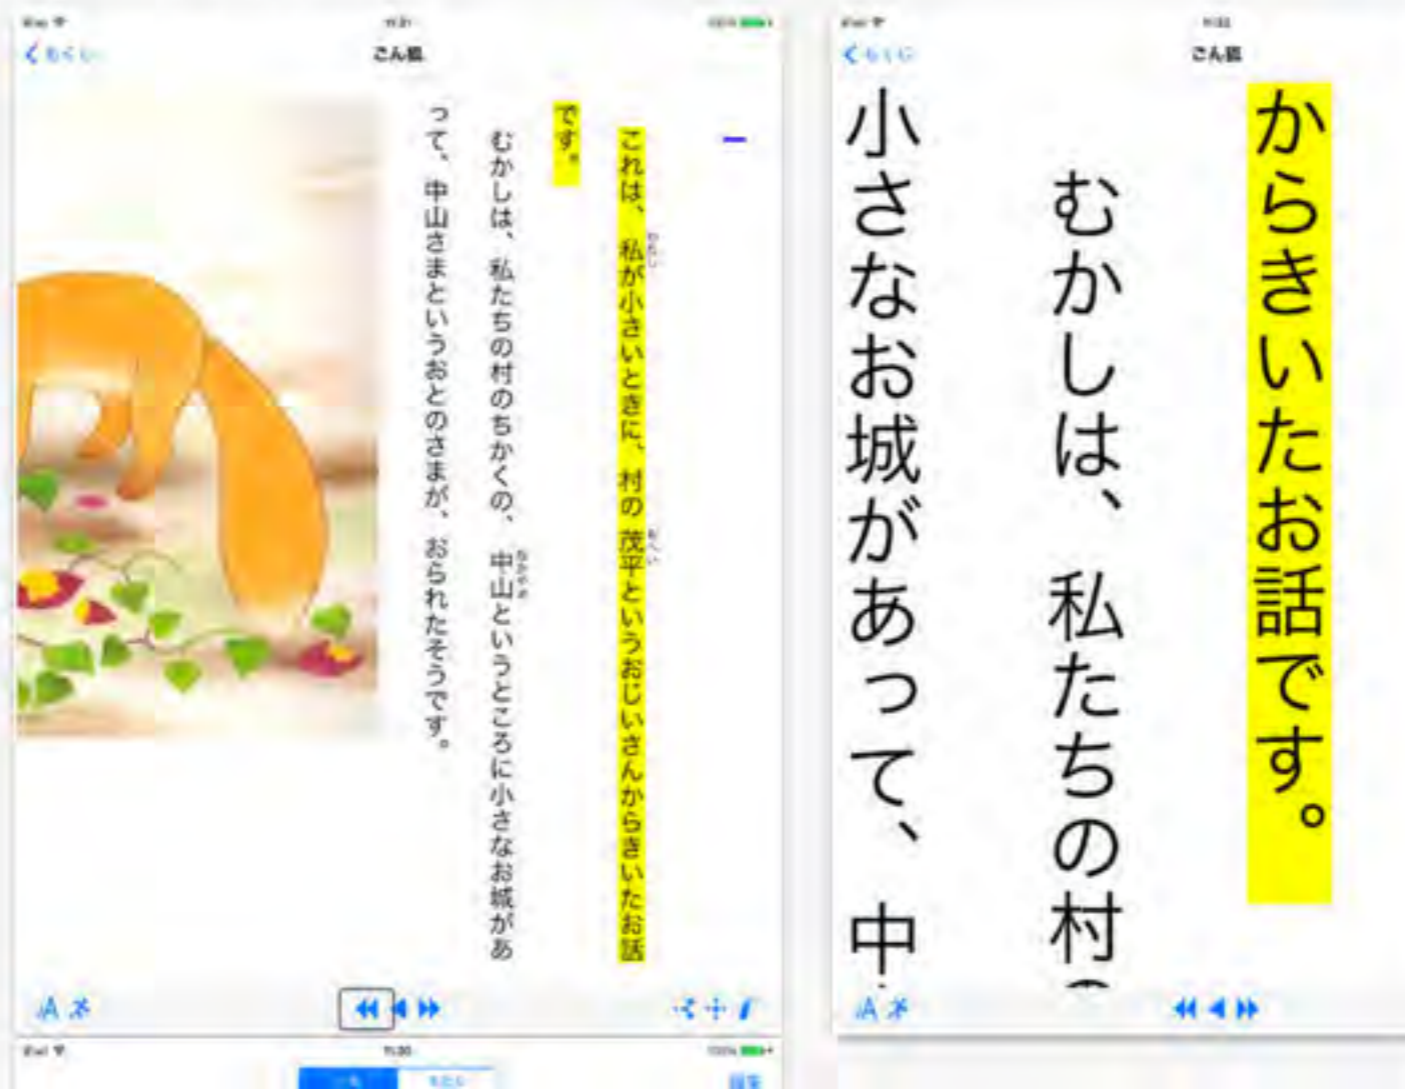 ごん狐
一
これは、私が小さいときに、村の茂平というおじいさんからきいたお話
です。
むかしは、私たちの村のちかくの、中山というところに小さなお城があ
って、中山さまというおとのさまが、おられたそうです。
ごん狐
からきいたお話です。
むかしは、私たちの村の
小さなお城があって、中